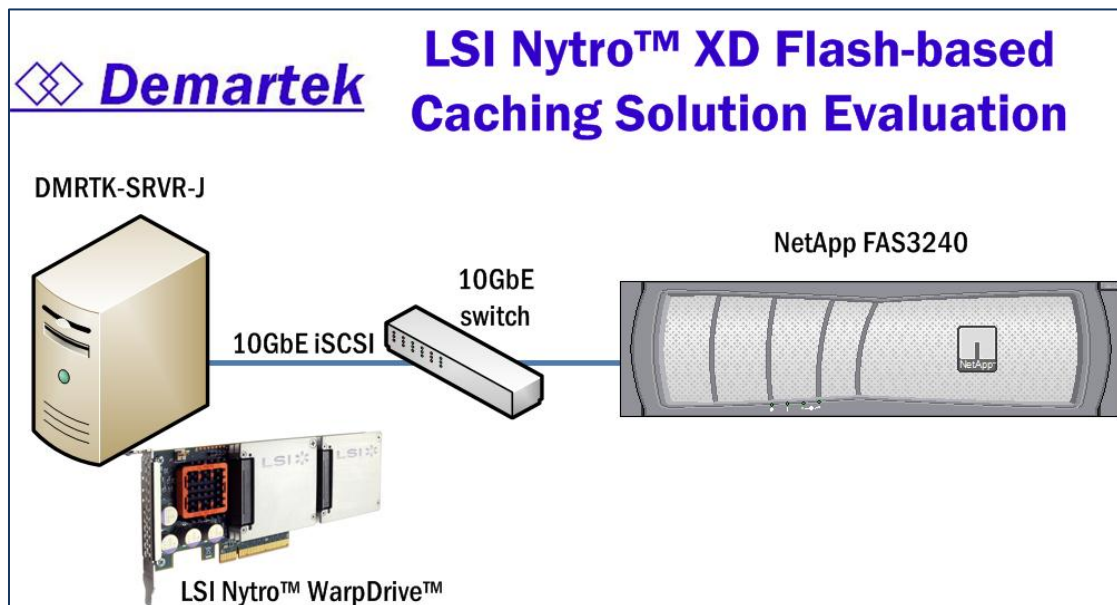 Demartek
LSI Nytro™ XD Flash-based
Caching Solution Evaluation
DMRTK-SRVR-J
10GbE iSCSI
10GbE
switch
NetApp FAS3240
NetApp
LSI
LSI
LSI Nytro™ WarpDrive™